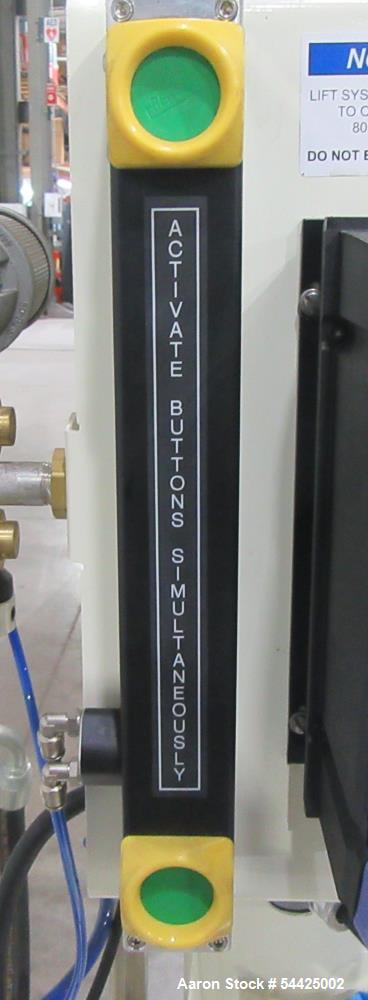 ACTIVATE BUTTONS SIMULTANEOUSLY
LIFT SYS
TO
80
DO NOT
Aaron Stock # 54425002